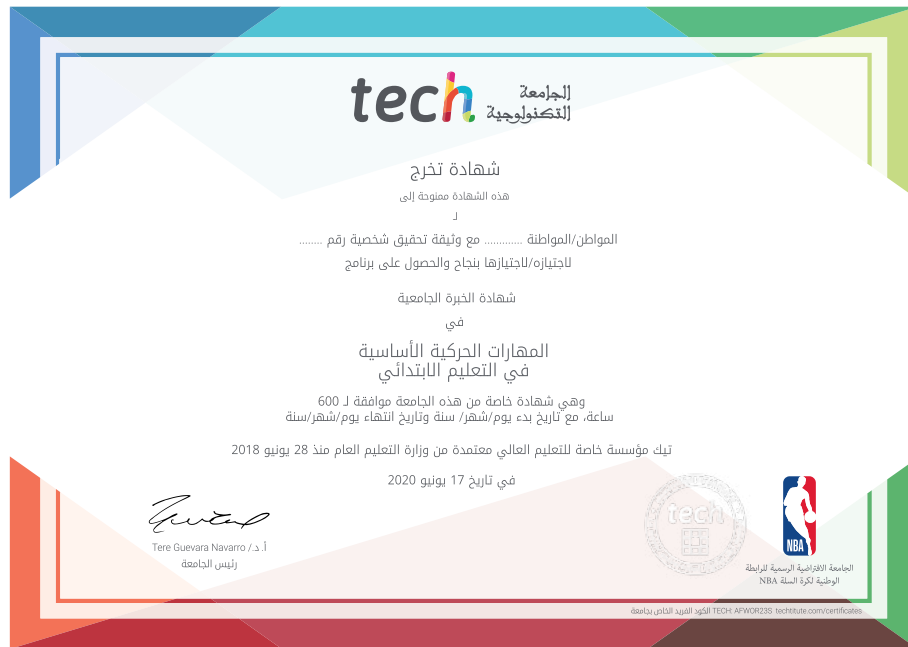 tech الجامعة
التكنولوجية
شهادة تخرج
هذه الشهادة ممنوحة إلى
لـ
المواطن/المواطنة ............ مع وثيقة تحقيق شخصية رقم ........
لاجتيازه/لاجتيازها بنجاح والحصول على برنامج
شهادة الخبرة الجامعية
في
المهارات الحركية الأساسية
في التعليم الابتدائي
وهي شهادة خاصة من هذه الجامعة موافقة لـ 600
ساعة، مع تاريخ بدء يوم/شهر/ سنة وتاريخ انتهاء يوم/شهر/سنة
تيك مؤسسة خاصة للتعليم العالي معتمدة من وزارة التعليم العام منذ 28 يونيو 2018
في تاريخ 17 يونيو 2020
tech
NBA
أ. د./ Tere Guevara Navarro
رئيس الجامعة
الجامعة الافتراضية الرسمية للرابطة
الوطنية لكرة السلة NBA
الكود الفريد الخاص بجامعة TECH: AFWOR23S techtitute.com/certificates